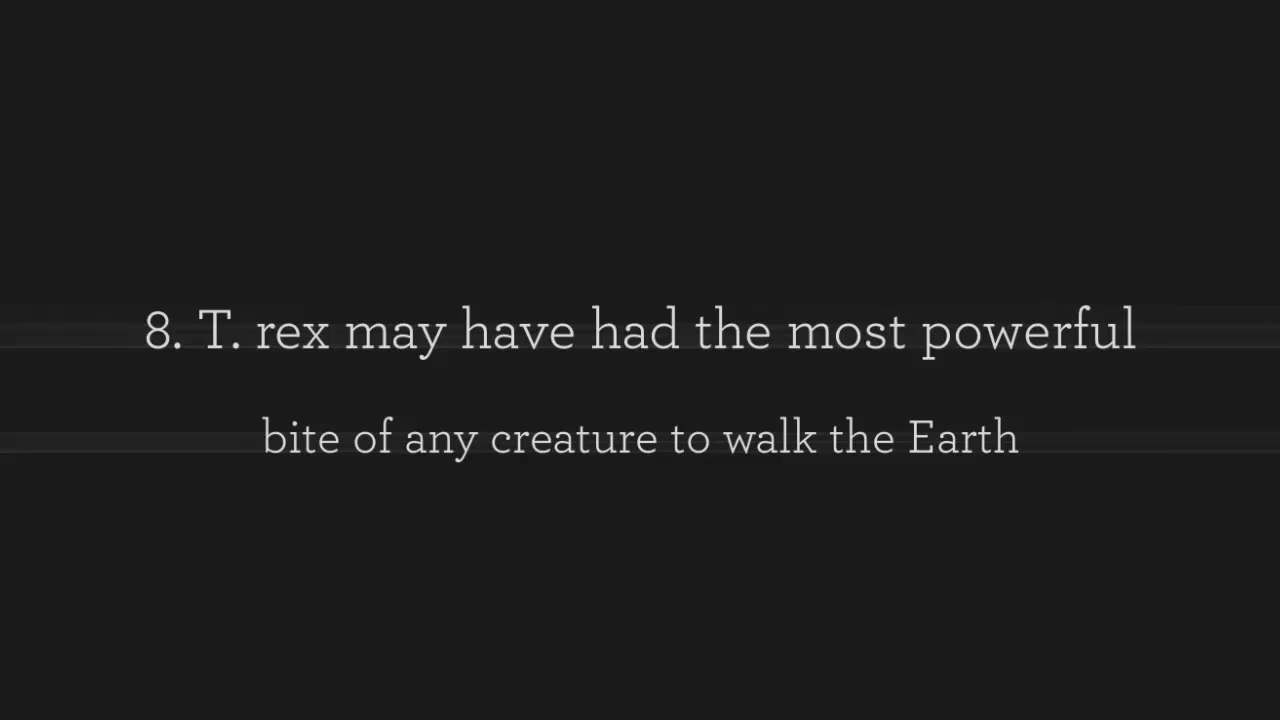 8. T. rex may have had the most powerful
bite of any creature to walk the Earth